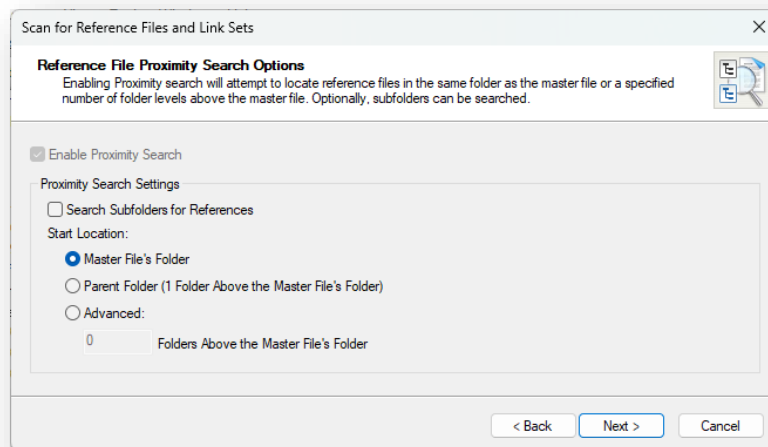 Scan for Reference Files and Link Sets
Reference File Proximity Search Options
Enabling Proximity search will attempt to locate reference files in the same folder as the master file or a specified
number of folder levels above the master file. Optionally, subfolders can be searched.
Enable Proximity Search
Proximity Search Settings
Search Subfolders for References
Start Location:
Master File's Folder
Parent Folder (1 Folder Above the Master File's Folder)
Advanced:
0 Folders Above the Master File's Folder
< Back Next > Cancel